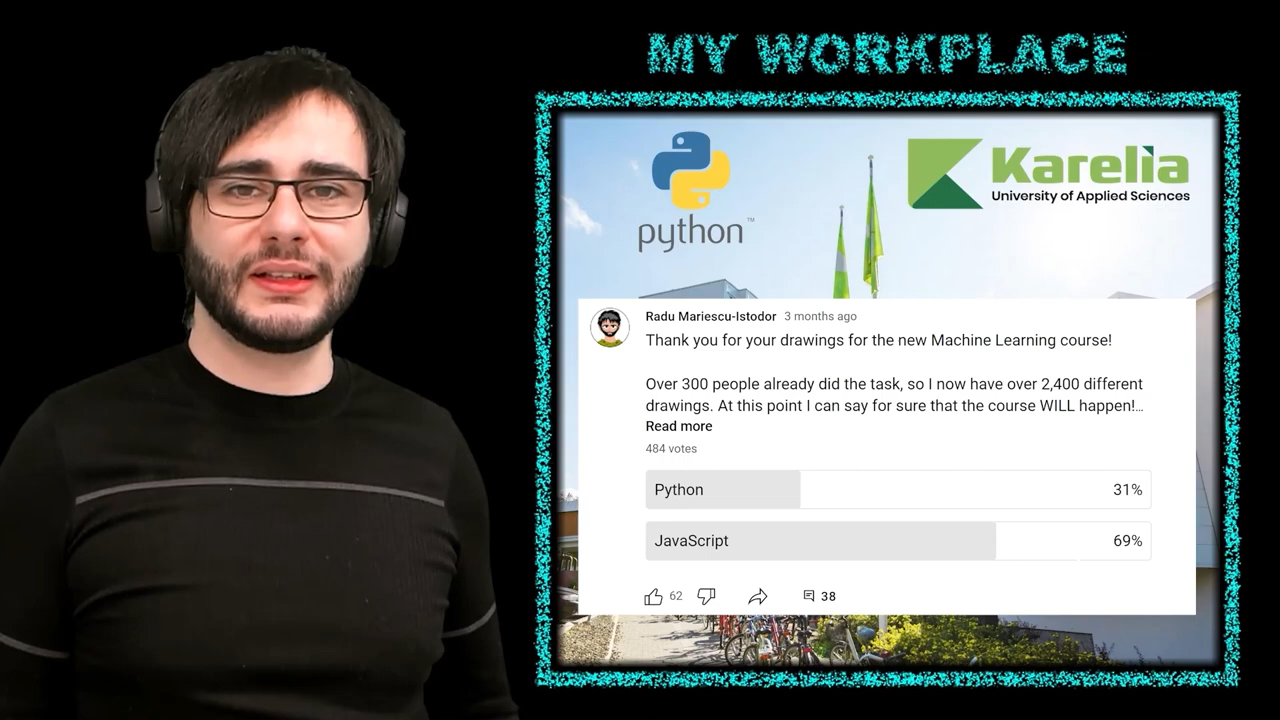 MY WORKPLACE
python™
Karelia
University of Applied Sciences
Radu Mariescu-Istodor 3 months ago
Thank you for your drawings for the new Machine Learning course!
Over 300 people already did the task, so I now have over 2,400 different
drawings. At this point I can say for sure that the course WILL happen!...
Read more
484 votes
Python 31%
JavaScript 69%
62 38